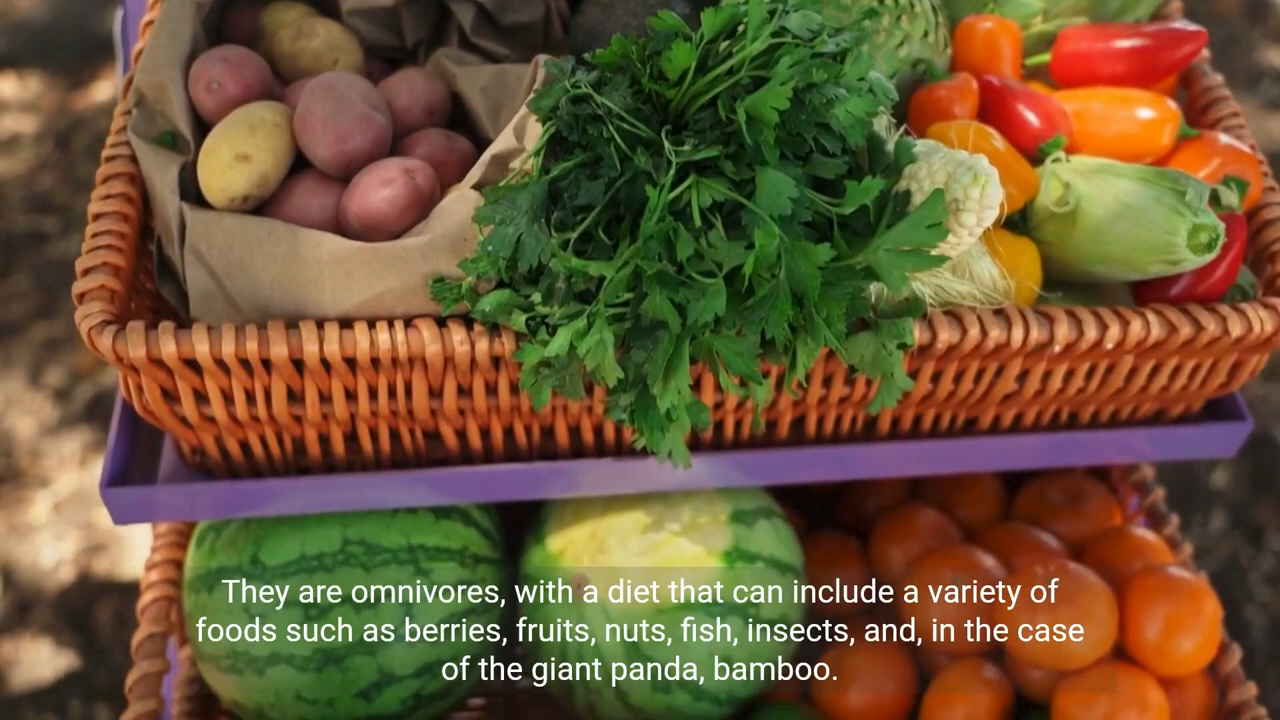 They are omnivores, with a diet that can include a variety of
foods such as berries, fruits, nuts, fish, insects, and, in the case
of the giant panda, bamboo.